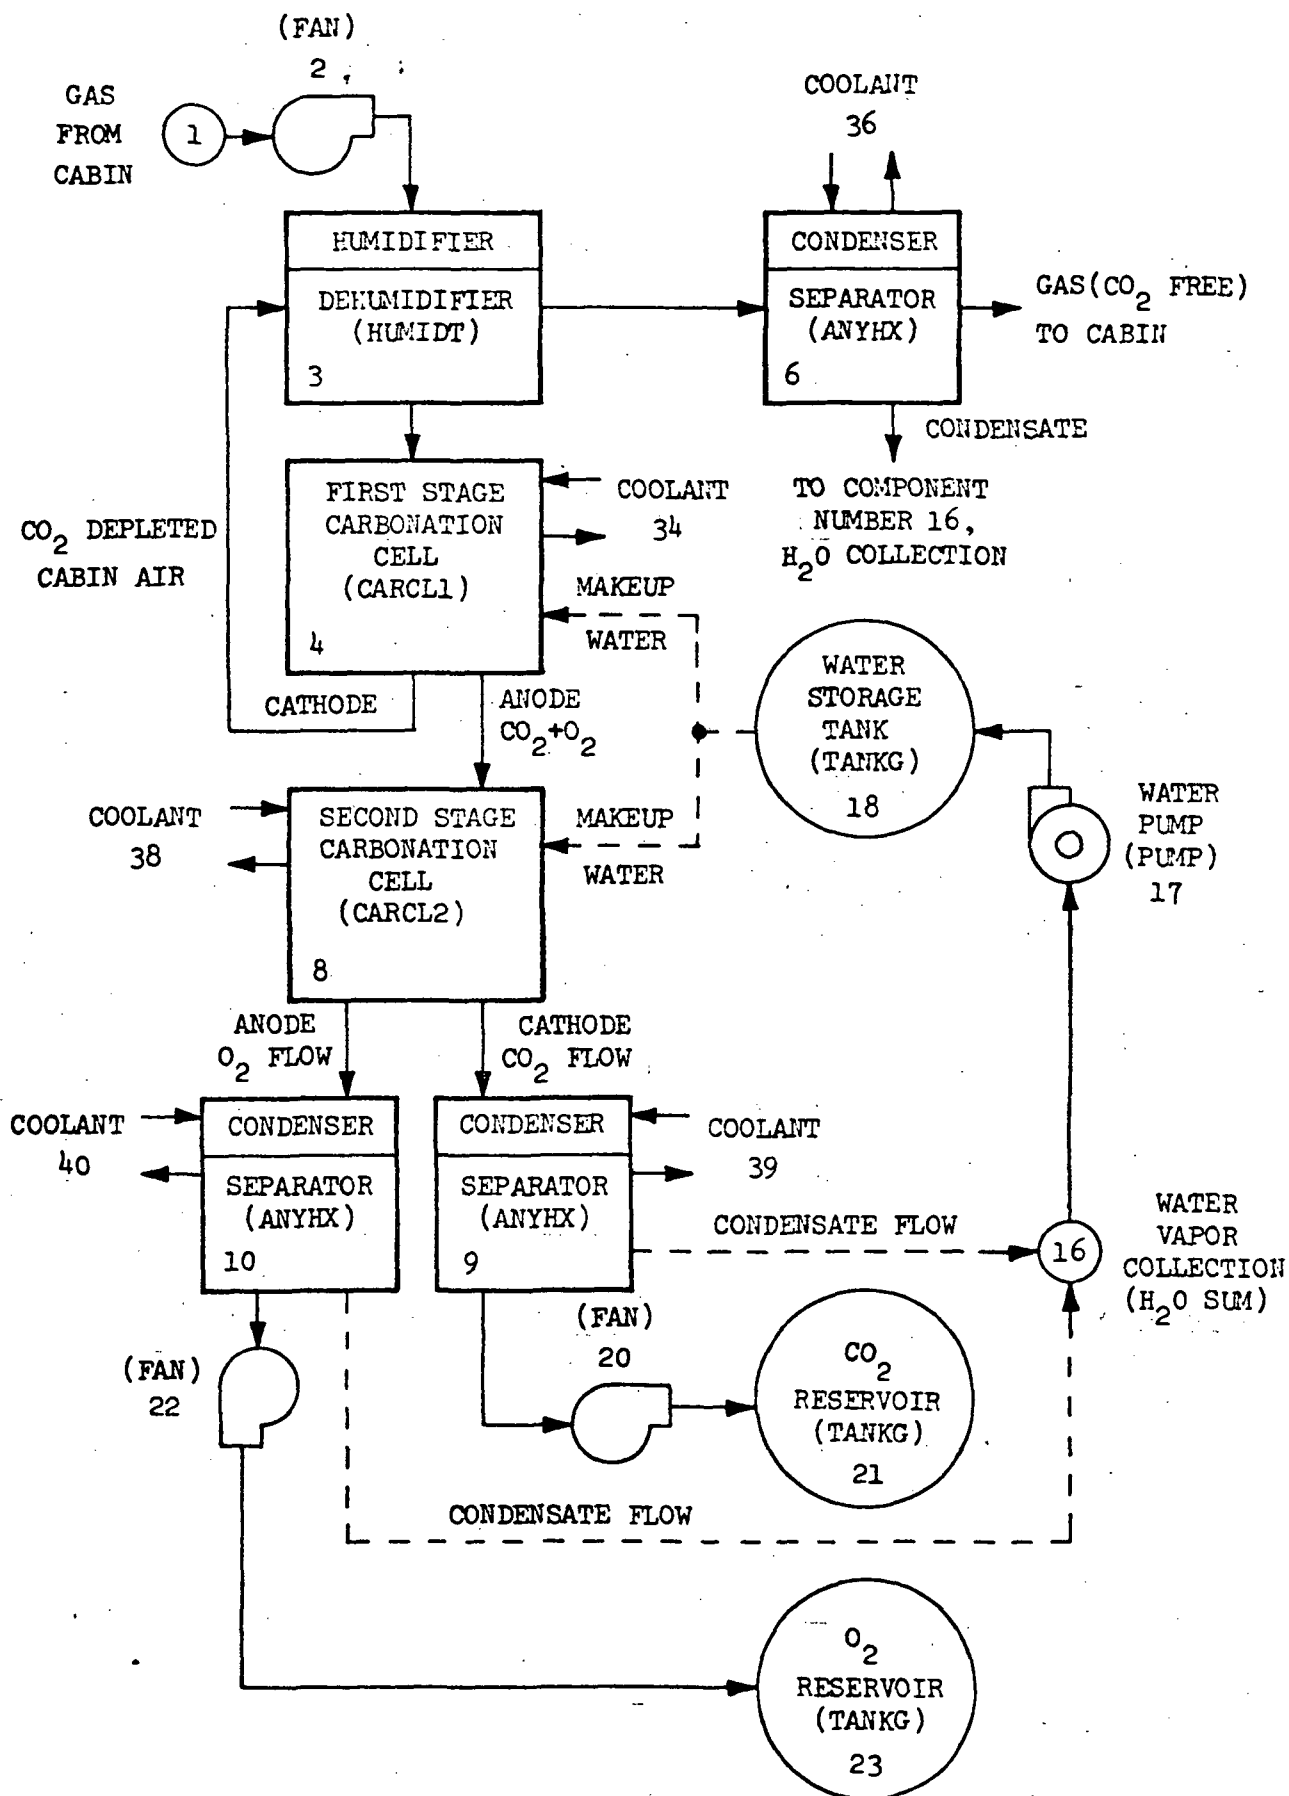 (FAN)
2
GAS
FROM
CABIN
1
COOLANT
36
HUMIDIFIER
DEHUMIDIFIER
(HUMIDT)
3
CONDENSER
SEPARATOR
(ANYHX)
6
GAS(CO2 FREE)
TO CABIN
CONDENSATE
TO COMPONENT
NUMBER 16,
H2O COLLECTION
FIRST STAGE
CARBONATION
CELL
(CARCL1)
4
COOLANT
34
CO2 DEPLETED
CABIN AIR
MAKEUP
WATER
CATHODE
ANODE
CO2+O2
WATER
STORAGE
TANK
(TANKG)
18
WATER
PUMP
(PUMP)
17
COOLANT
38
SECOND STAGE
CARBONATION
CELL
(CARCL2)
8
MAKEUP
WATER
ANODE
O2 FLOW
CATHODE
CO2 FLOW
COOLANT
40
CONDENSER
SEPARATOR
(ANYHX)
10
CONDENSER
SEPARATOR
(ANYHX)
9
COOLANT
39
CONDENSATE FLOW
16
WATER
VAPOR
COLLECTION
(H2O SUM)
(FAN)
20
(FAN)
22
CO2
RESERVOIR
(TANKG)
21
CONDENSATE FLOW
O2
RESERVOIR
(TANKG)
23